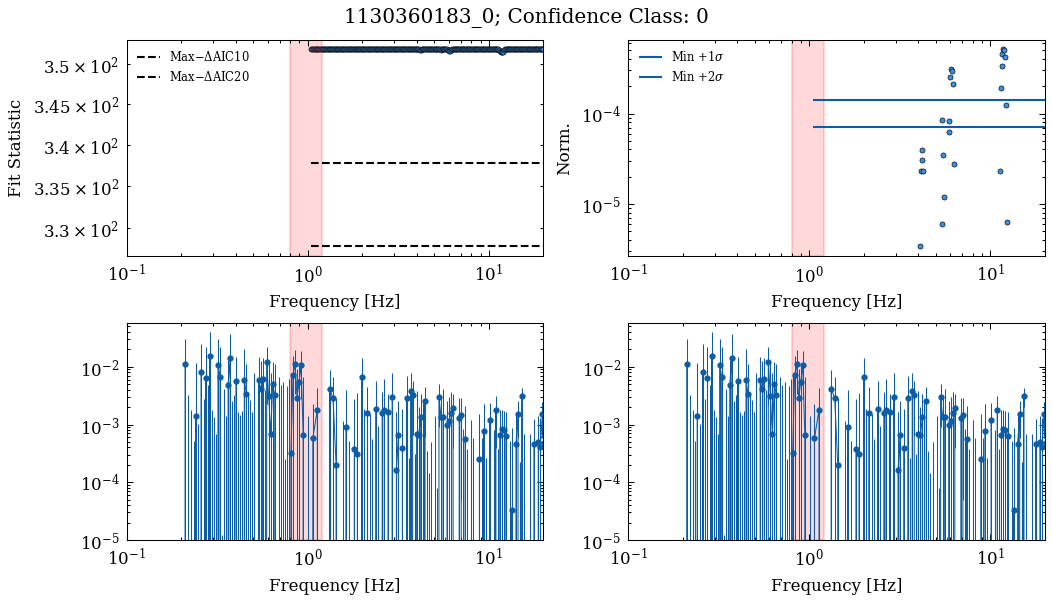 1130360183_0; Confidence Class: 0
Fit Statistic
3.5 × 10²
3.45 × 10²
3.4 × 10²
3.35 × 10²
3.3 × 10²
Max−ΔAIC10
Max−ΔAIC20
10⁻¹ 10⁰ 10¹
Frequency [Hz]
Norm.
10⁻⁴
10⁻⁵
Min +1σ
Min +2σ
10⁻¹ 10⁰ 10¹
Frequency [Hz]
10⁻²
10⁻³
10⁻⁴
10⁻⁵
10⁻¹ 10⁰ 10¹
Frequency [Hz]
10⁻²
10⁻³
10⁻⁴
10⁻⁵
10⁻¹ 10⁰ 10¹
Frequency [Hz]